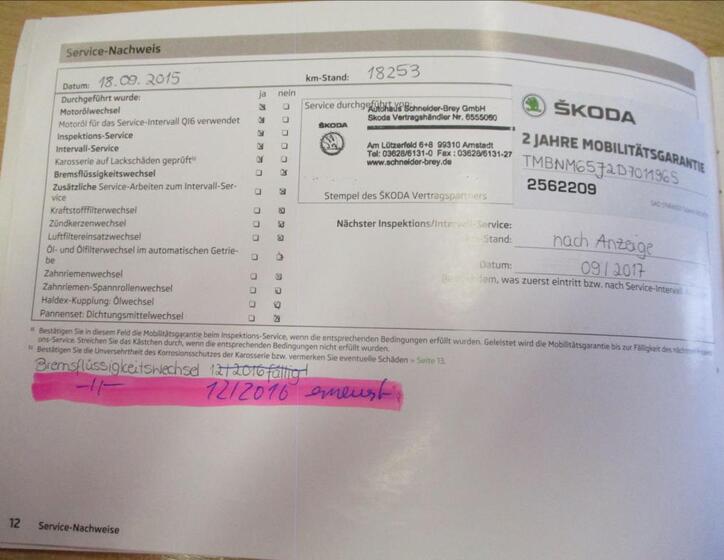 Service-Nachweis
Datum: 18.09.2015
km-Stand: 18253
ja nein
Durchgeführt wurde:
Motorölwechsel
Motoröl für das Service-Intervall QI6 verwendet
Inspektions-Service
Intervall-Service
Karosserie auf Lackschäden geprüft b)
Bremsflüssigkeitswechsel
Zusätzliche Service-Arbeiten zum Intervall-Ser-
vice
Kraftstofffilterwechsel
Zündkerzenwechsel
Luftfiltereinsatzwechsel
Öl- und Ölfilterwechsel im automatischen Getrie-
be
Zahnriemenwechsel
Zahnriemen-Spannrollenwechsel
Haldex-Kupplung: Ölwechsel
Pannenset: Dichtungsmittelwechsel
Service durchgeführt von:
Autohaus Schneider-Brey GmbH
Skoda Vertragshändler Nr. 6555060
ŠKODA
Am Lützerfeld 6+8 99310 Arnstadt
Tel: 03628/6131-0 Fax: 03628/6131-27
www.schneider-brey.de
Stempel des ŠKODA Vertragspartners
ŠKODA
2 JAHRE MOBILITÄTSGARANTIE
TMBNM6572D7011965
2562209
Nächster Inspektions/Interv Service:
Stand: nach Anzeige
Datum: 09/2017
dem, was zuerst eintritt bzw. nach Service-Interval
a) Bestätigen Sie in diesem Feld die Mobilitätsgarantie beim Inspektions-Service, wenn die entsprechenden Bedingungen erfüllt wurden. Geleistet wird die Mobilitätsgarantie bis zur Fälligkeit des nächsten
ons-Service. Streichen Sie das Kästchen durch, wenn die entsprechenden Bedingungen nicht erfüllt wurden.
b) Bestätigen Sie die Unversehrtheit des Korrosionsschutzes der Karosserie bzw. vermerken Sie eventuelle Schäden » Seite 13.
Bremsflüssigkeitswechsel 12/2016 fällig!
-11- 12/2016 erneuert
12 Service-Nachweise